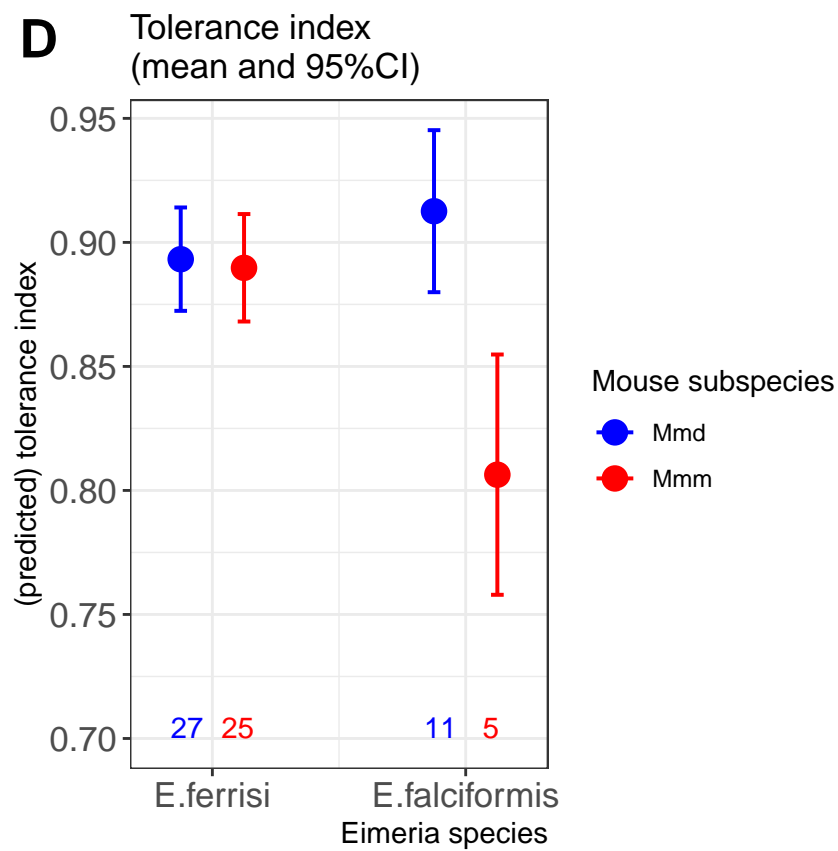 D
Tolerance index
(mean and 95%CI)
0.95
0.90
0.85
0.80
0.75
0.70
(predicted) tolerance index
27 25 11 5
E.ferrisi E.falciformis
Eimeria species
Mouse subspecies
Mmd
Mmm